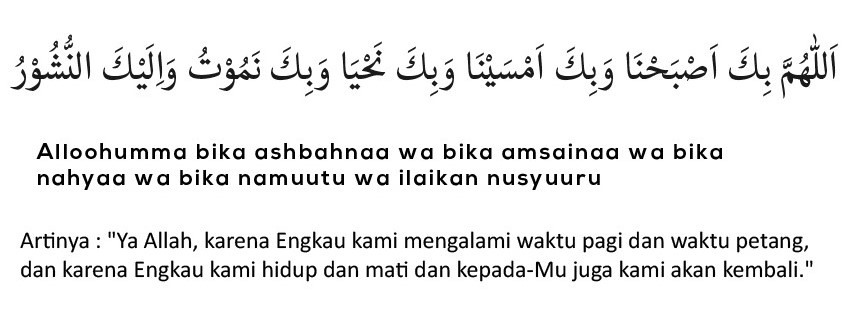 اَللّٰهُمَّ بِكَ اَصْبَحْنَا وَبِكَ اَمْسَيْنَا وَبِكَ نَحْيَا وَبِكَ نَمُوْتُ وَاِلَيْكَ النُّشُوْرُ
Alloohumma bika ashbahnaa wa bika amsainaa wa bika
nahyaa wa bika namuutu wa ilaikan nusyuuru
Artinya : "Ya Allah, karena Engkau kami mengalami waktu pagi dan waktu petang,
dan karena Engkau kami hidup dan mati dan kepada-Mu juga kami akan kembali."